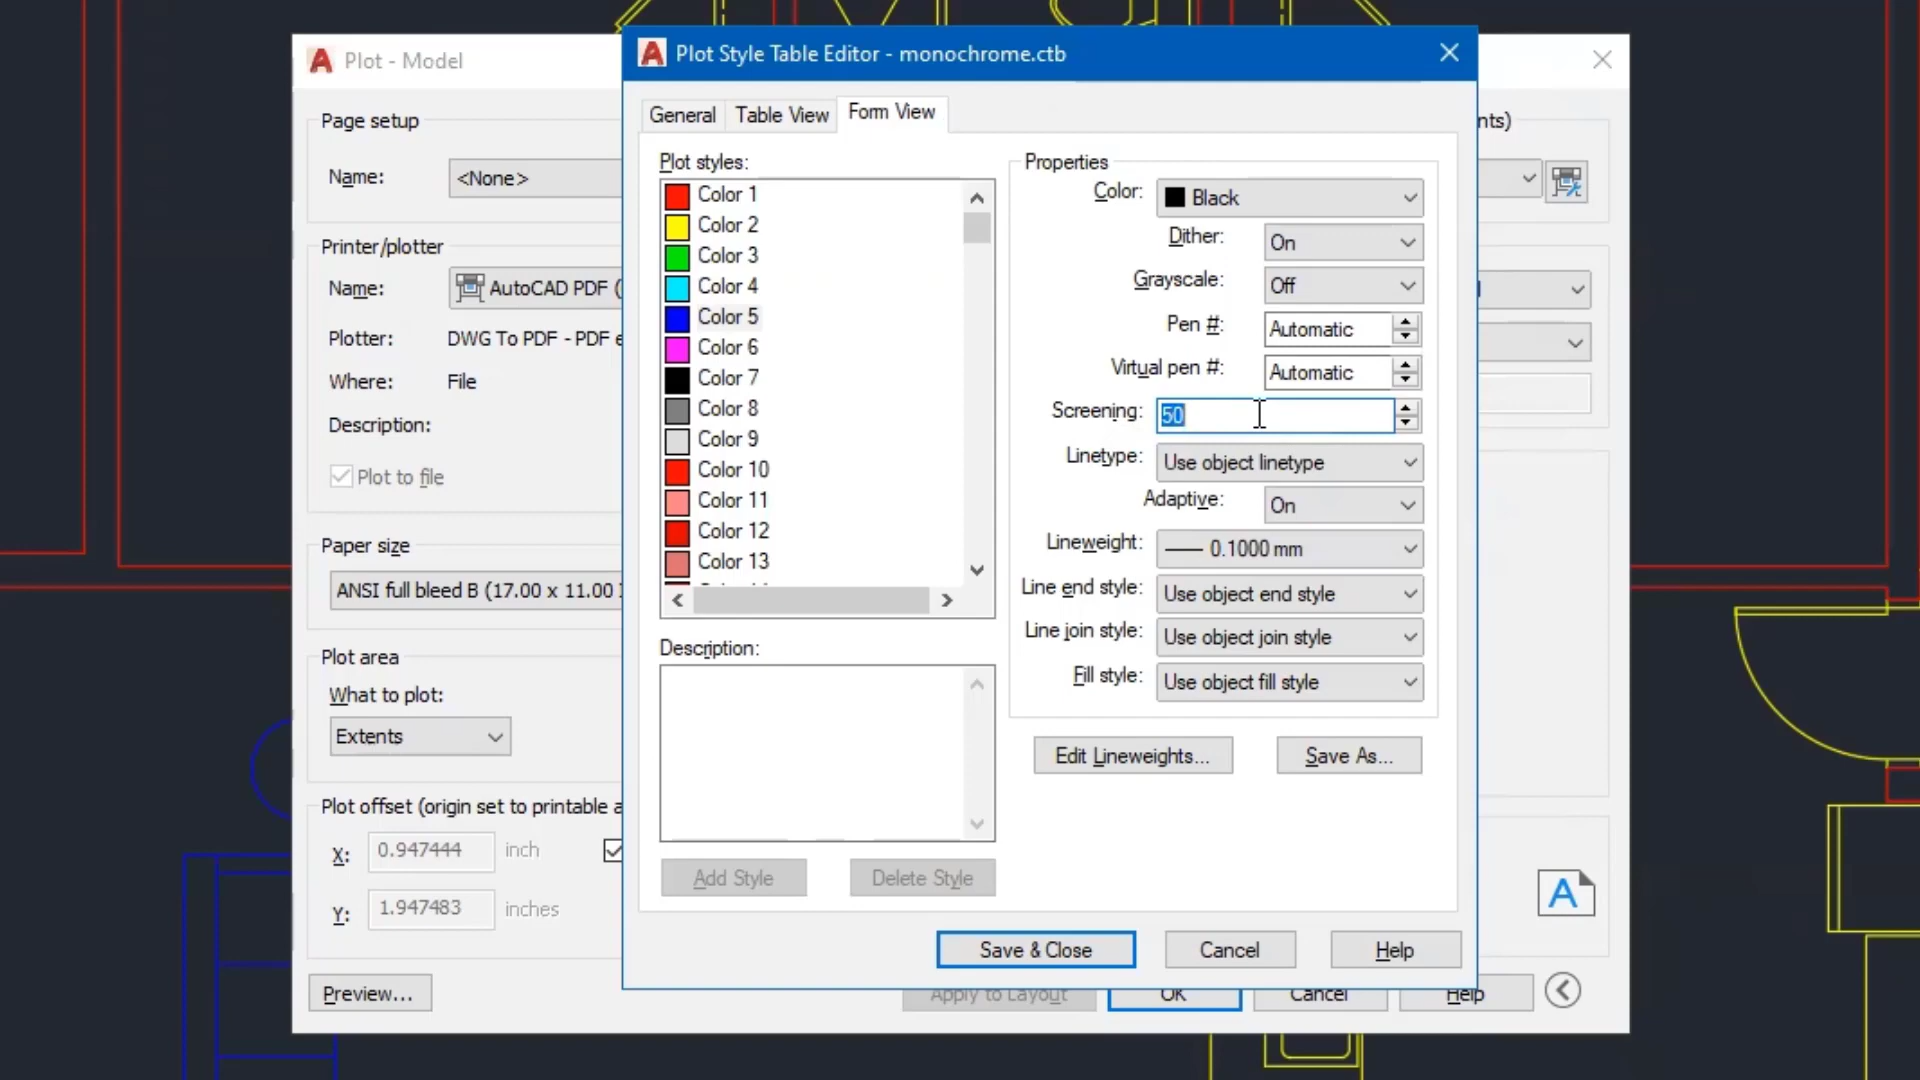 Plot - Model
Page setup
Name:
<None>
Printer/plotter
Name:
AutoCAD PDF (
Plotter:
DWG To PDF - PDF
Where:
File
Description:
Plot to file
Paper size
ANSI full bleed B (17.00 x 11.00
Plot area
What to plot:
Extents
Plot offset (origin set to printable a
X:
0.947444
inch
Y:
1.947483
inches
Preview...
Apply to Layout
OK
Cancel
Help
nts)
Plot Style Table Editor - monochrome.ctb
General
Table View
Form View
Plot styles:
Color 1
Color 2
Color 3
Color 4
Color 5
Color 6
Color 7
Color 8
Color 9
Color 10
Color 11
Color 12
Color 13
Description:
Add Style
Delete Style
Properties
Color:
Black
Dither:
On
Grayscale:
Off
Pen #:
Automatic
Virtual pen #:
Automatic
Screening:
50
Linetype:
Use object linetype
Adaptive:
On
Lineweight:
0.1000 mm
Line end style:
Use object end style
Line join style:
Use object join style
Fill style:
Use object fill style
Edit Lineweights...
Save As...
Save & Close
Cancel
Help